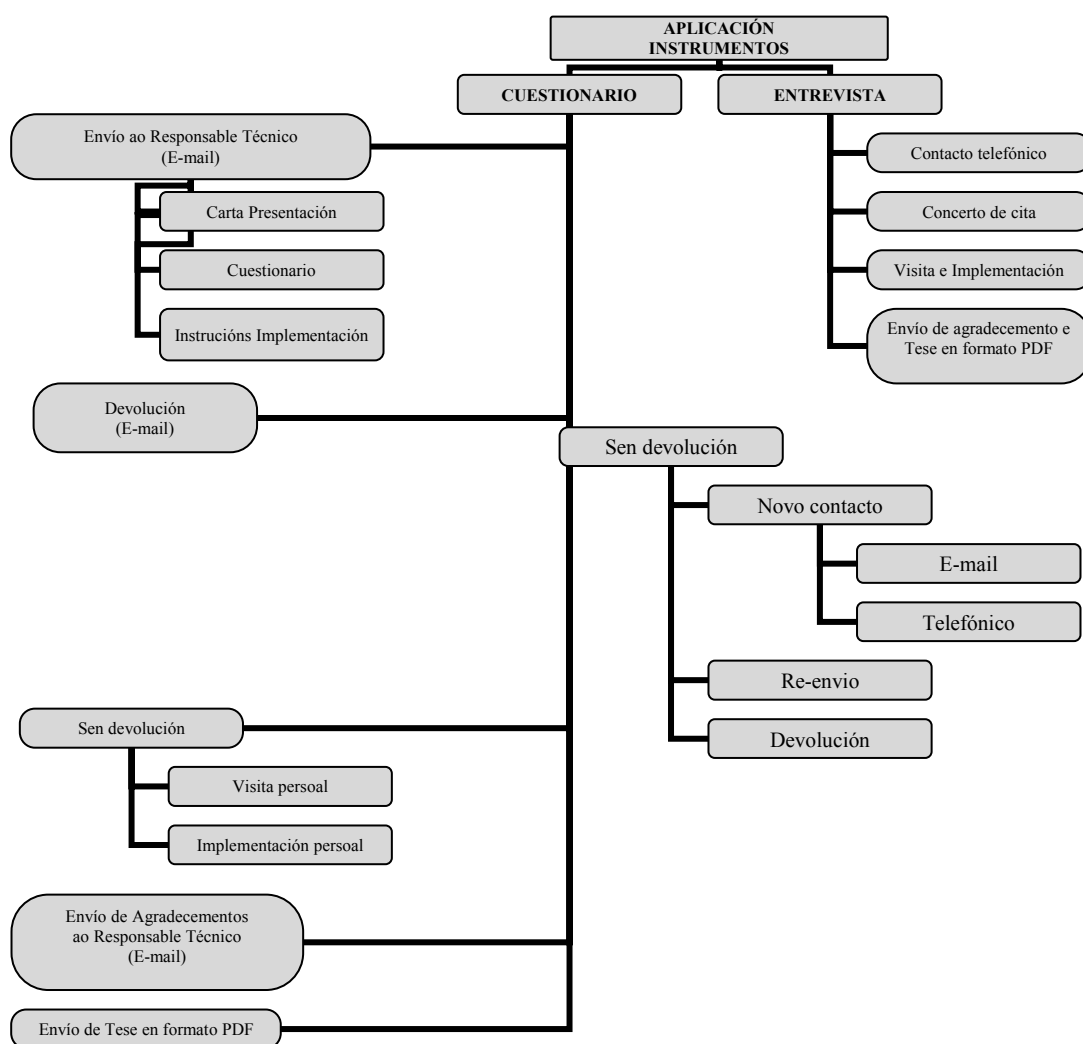 APLICACIÓN
INSTRUMENTOS
CUESTIONARIO
ENTREVISTA
Envío ao Responsable Técnico
(E-mail)
Carta Presentación
Cuestionario
Instrucións Implementación
Devolución
(E-mail)
Sen devolución
Novo contacto
E-mail
Telefónico
Re-envio
Devolución
Sen devolución
Visita persoal
Implementación persoal
Envío de Agradecementos
ao Responsable Técnico
(E-mail)
Envío de Tese en formato PDF
Contacto telefónico
Concerto de cita
Visita e Implementación
Envío de agradecemento e
Tese en formato PDF